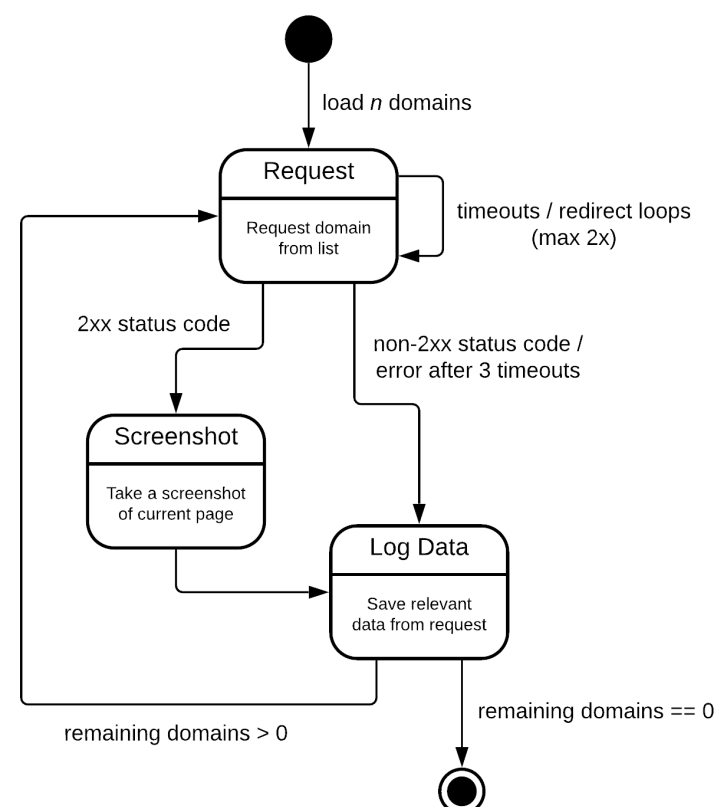 load n domains
Request
Request domain
from list
timeouts / redirect loops
(max 2x)
2xx status code
non-2xx status code /
error after 3 timeouts
Screenshot
Take a screenshot
of current page
Log Data
Save relevant
data from request
remaining domains > 0
remaining domains == 0